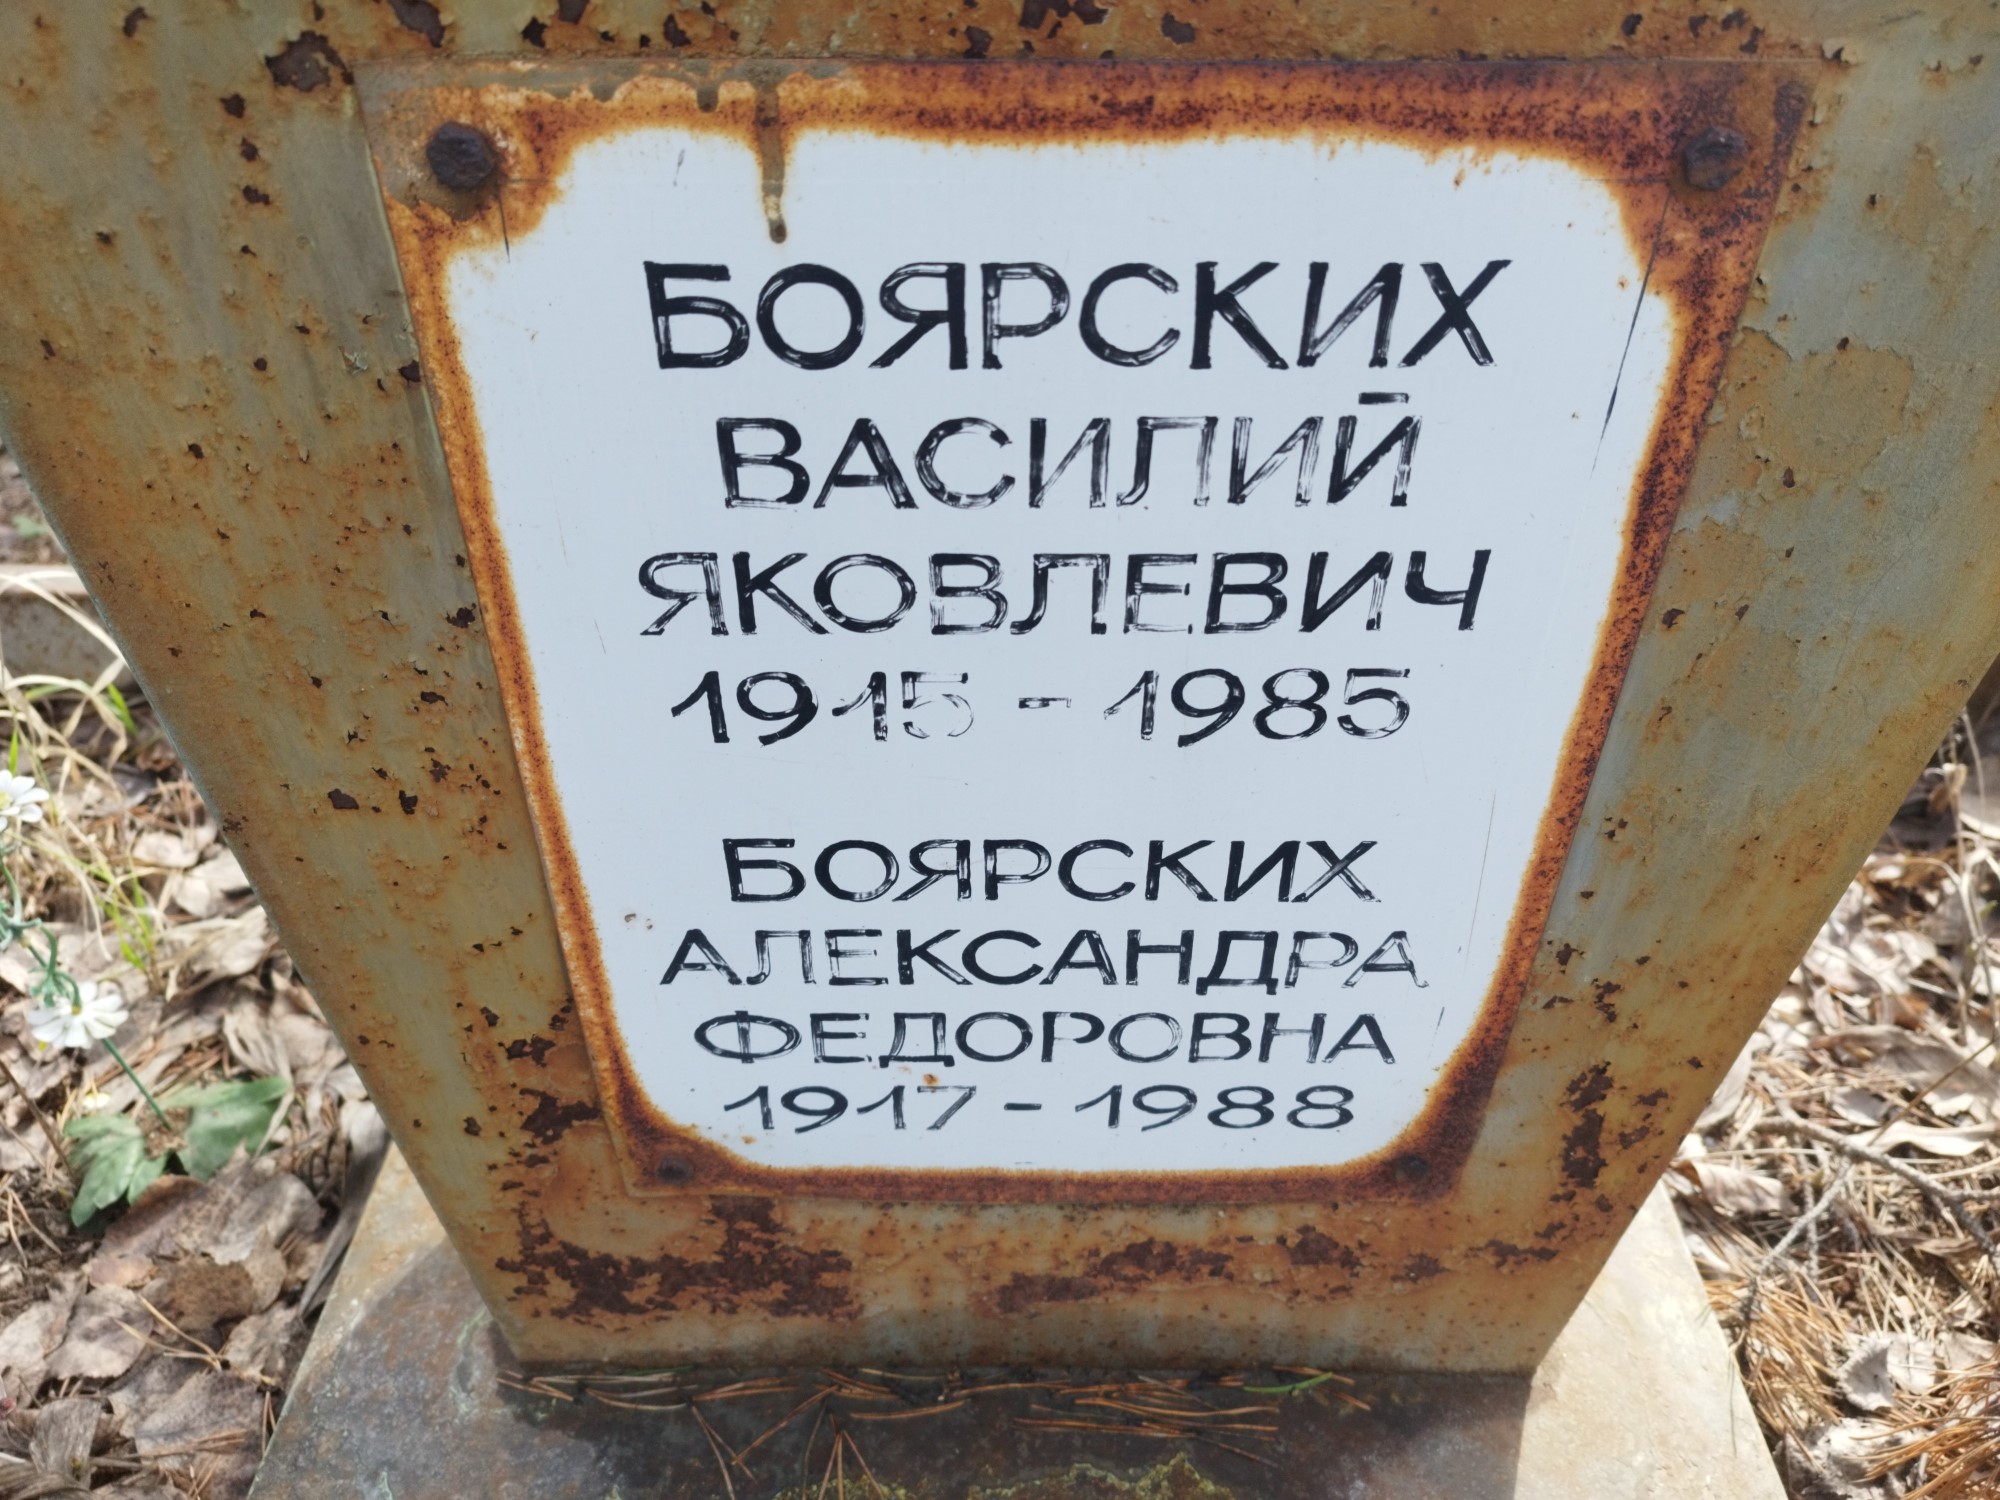 БОЯРСКИХ
ВАСИЛИЙ
ЯКОВЛЕВИЧ
1915 - 1985
БОЯРСКИХ
АЛЕКСАНДРА
ФЕДОРОВНА
1917 - 1988